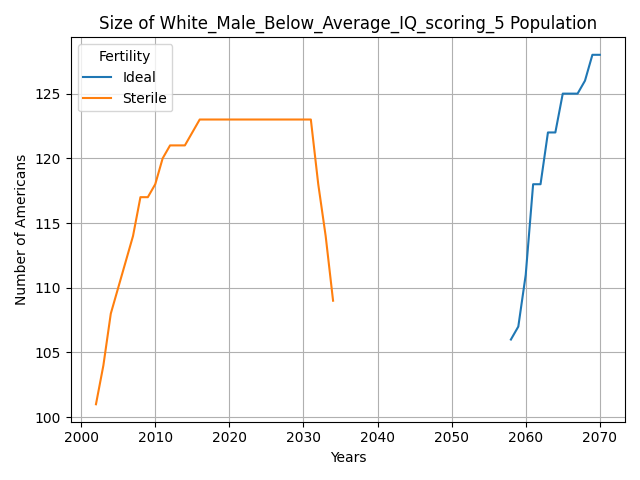 Size of White_Male_Below_Average_IQ_scoring_5 Population
Fertility
Ideal
Sterile
Number of Americans
125
120
115
110
105
100
2000 2010 2020 2030 2040 2050 2060 2070
Years